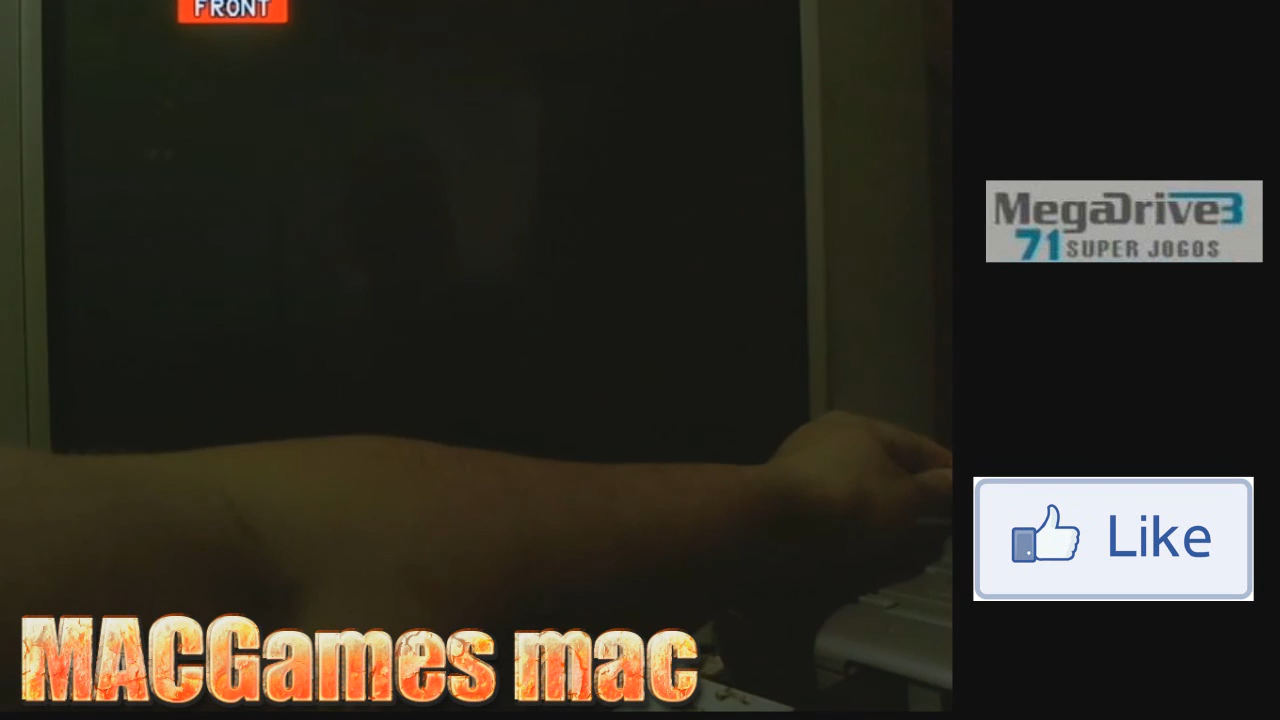 FRONT
MegaDrive3
71 SUPER JOGOS
Like
MACGames mac